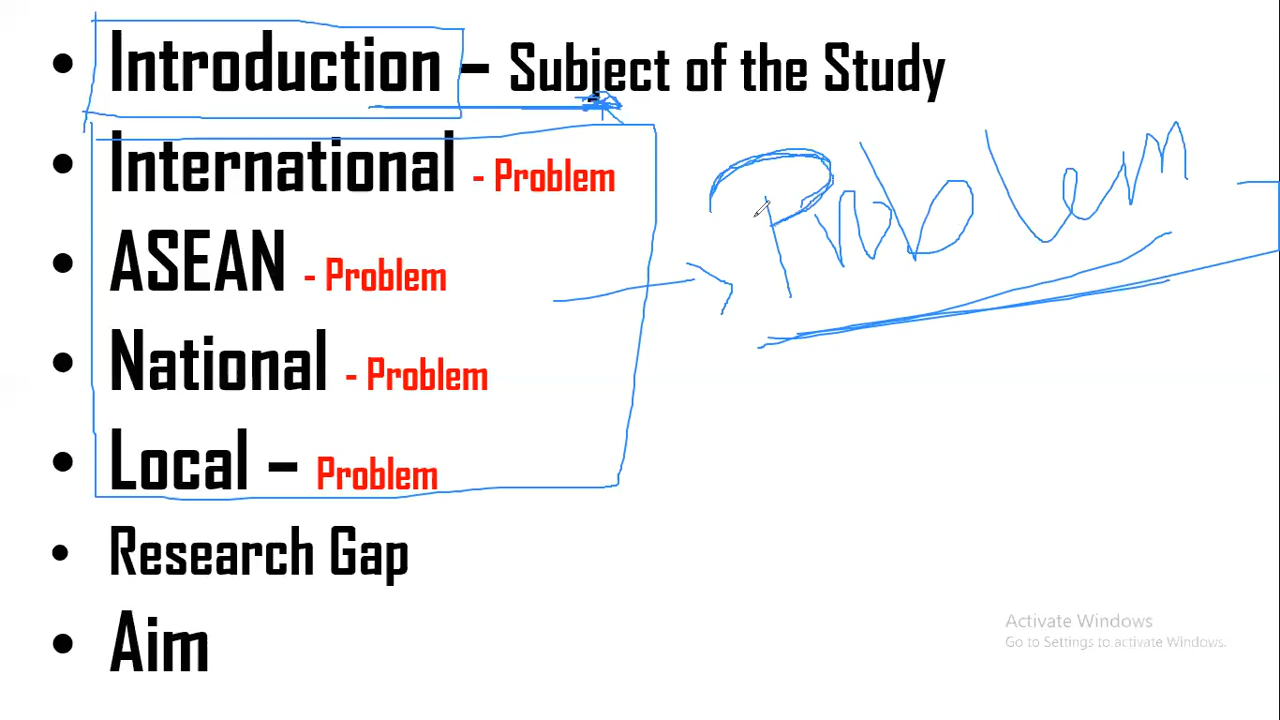 • Introduction – Subject of the Study
• International - Problem
Problem
• ASEAN - Problem
• National - Problem
• Local – Problem
• Research Gap
• Aim
Activate Windows
Go to Settings to activate Windows.